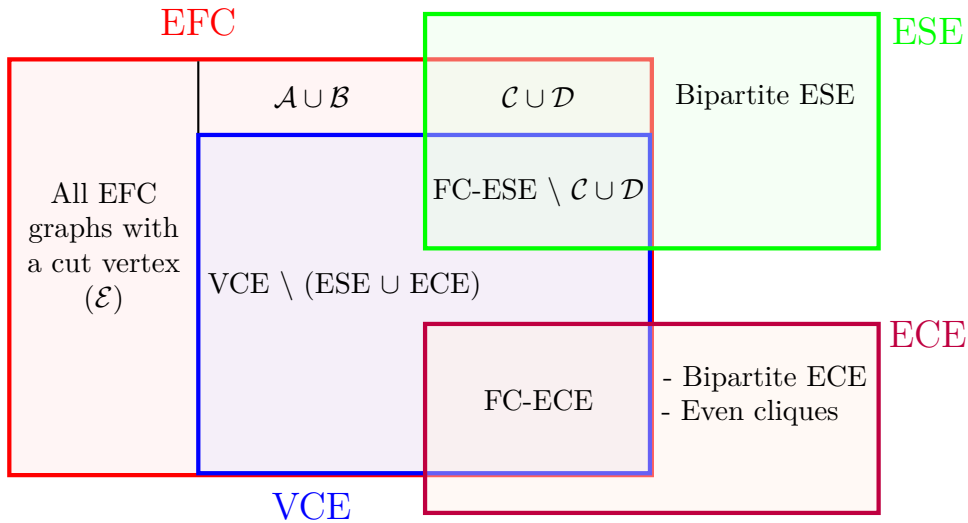 EFC
ESE
𝒜 ∪ ℬ
𝒞 ∪ 𝒟
Bipartite ESE
All EFC
graphs with
a cut vertex
(ℰ)
FC-ESE \ 𝒞 ∪ 𝒟
VCE \ (ESE ∪ ECE)
ECE
FC-ECE
- Bipartite ECE
- Even cliques
VCE